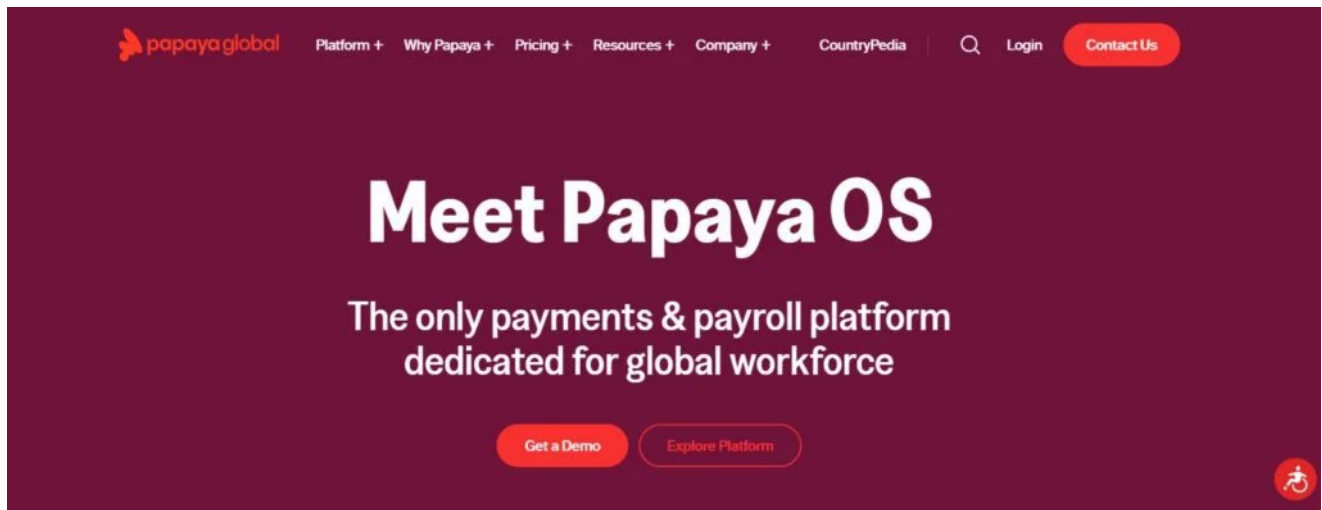 papaya global
Platform + Why Papaya + Pricing + Resources + Company + CountryPedia Login Contact Us
Meet Papaya OS
The only payments & payroll platform
dedicated for global workforce
Get a Demo Explore Platform